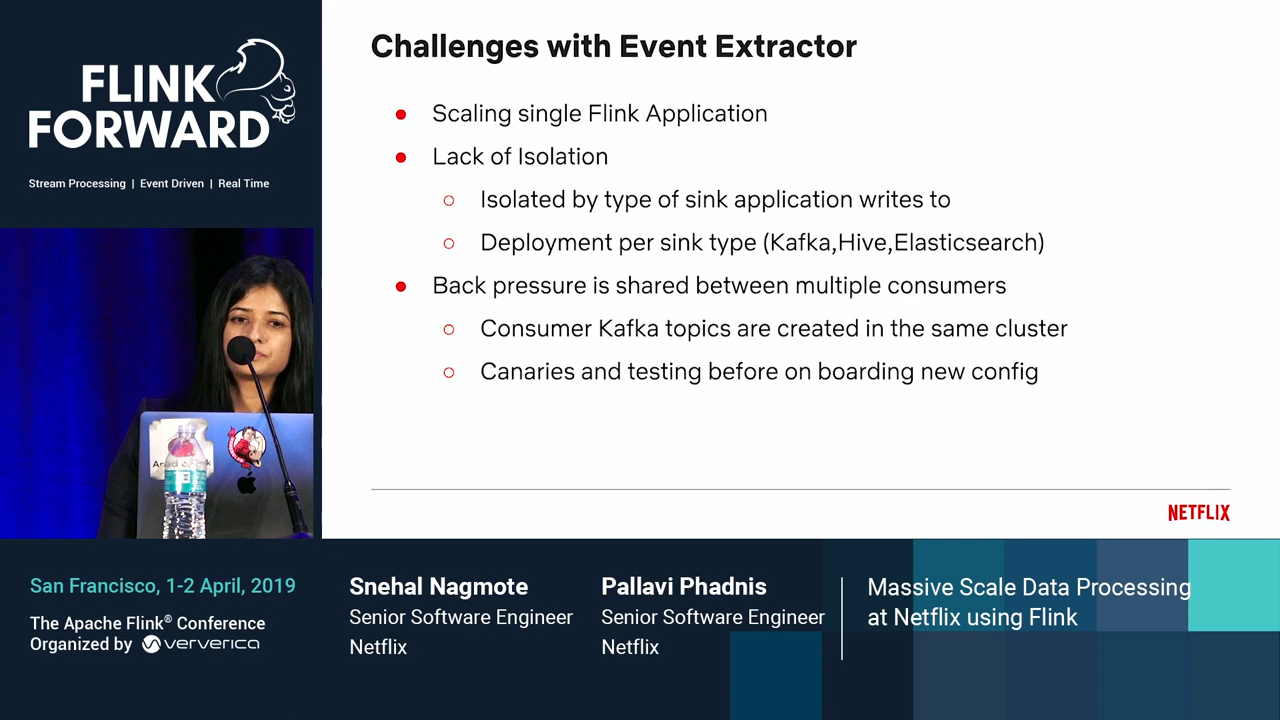 FLINK
FORWARD
Stream Processing | Event Driven | Real Time
Challenges with Event Extractor
Scaling single Flink Application
Lack of Isolation
Isolated by type of sink application writes to
Deployment per sink type (Kafka,Hive,Elasticsearch)
Back pressure is shared between multiple consumers
Consumer Kafka topics are created in the same cluster
Canaries and testing before on boarding new config
NETFLIX
San Francisco, 1-2 April, 2019
The Apache Flink® Conference
Organized by ververica
Snehal Nagmote
Senior Software Engineer
Netflix
Pallavi Phadnis
Senior Software Engineer
Netflix
Massive Scale Data Processing
at Netflix using Flink